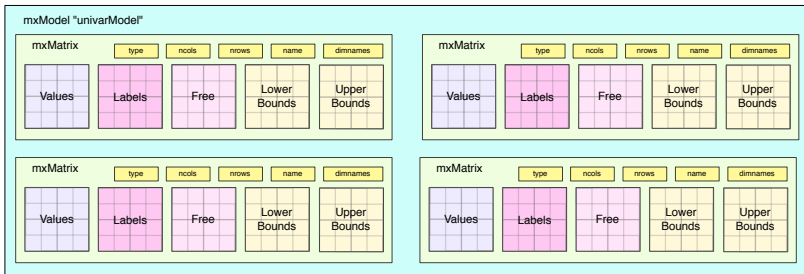 mxModel "univarModel"
mxMatrix type ncols nrows name dimnames
Values Labels Free Lower Bounds Upper Bounds
mxMatrix type ncols nrows name dimnames
Values Labels Free Lower Bounds Upper Bounds
mxMatrix type ncols nrows name dimnames
Values Labels Free Lower Bounds Upper Bounds
mxMatrix type ncols nrows name dimnames
Values Labels Free Lower Bounds Upper Bounds